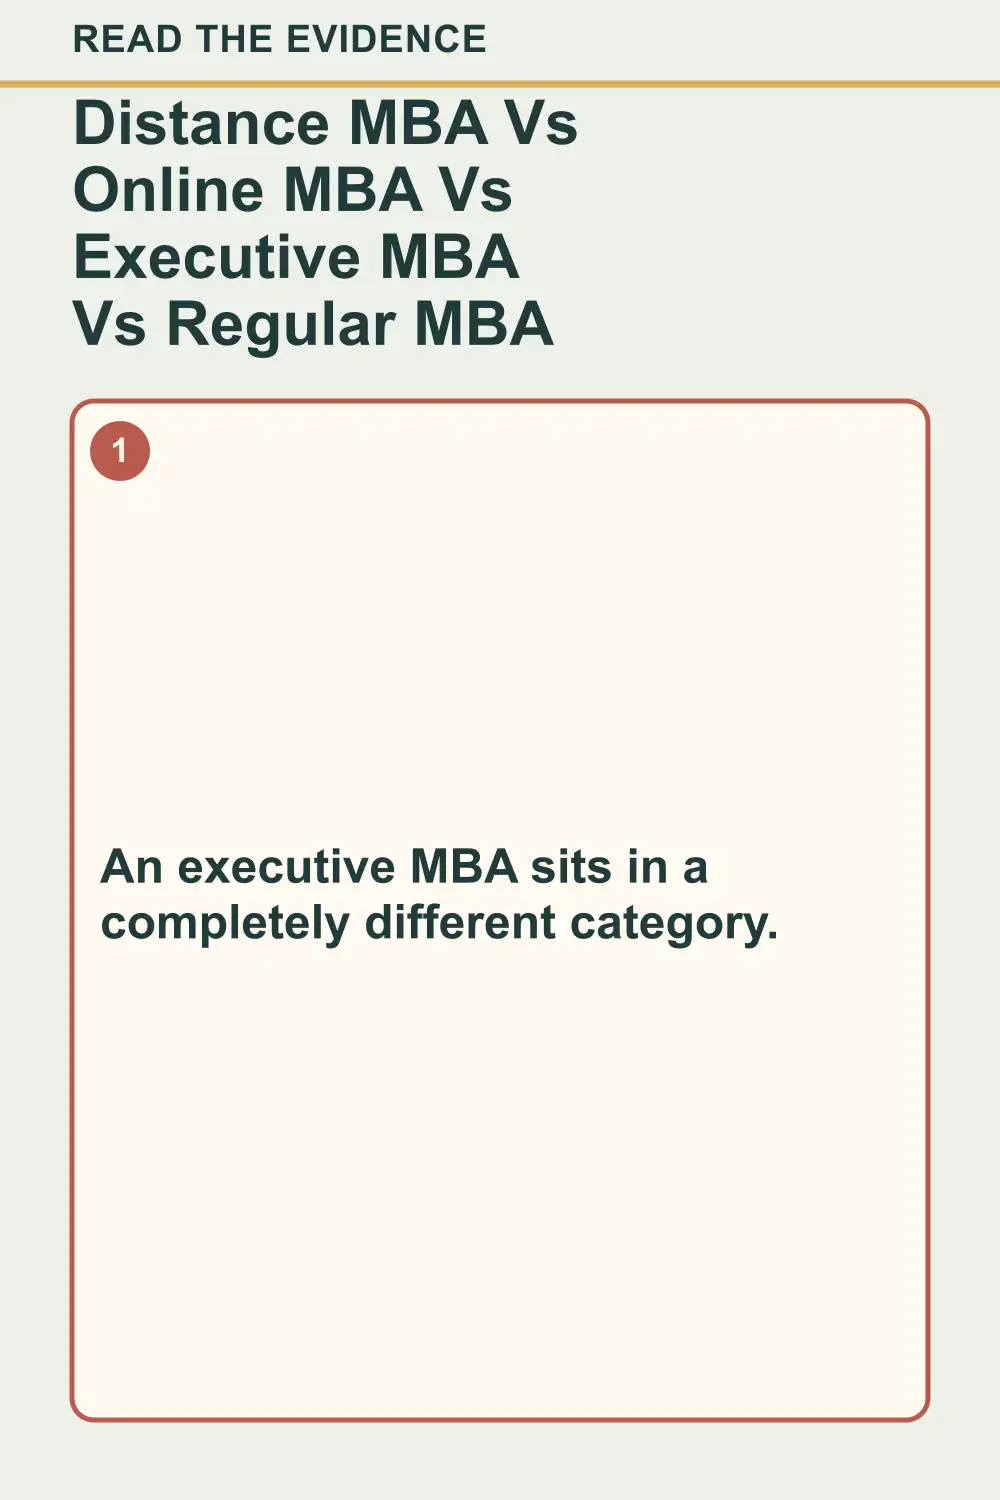 READ THE EVIDENCE
Distance MBA Vs
Online MBA Vs
Executive MBA
Vs Regular MBA
1
An executive MBA sits in a
completely different category.